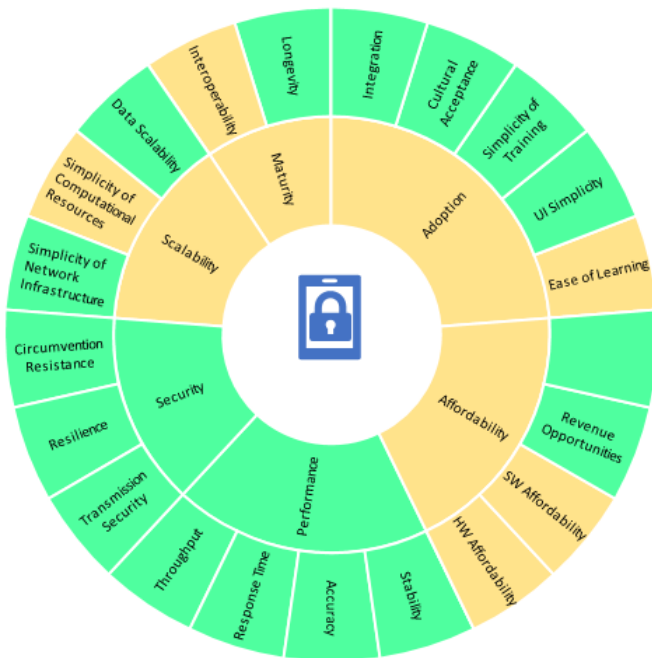 Longevity
Integration
Cultural
Acceptance
Simplicity of
Training
UI Simplicity
Ease of Learning
Revenue
Opportunities
SW Affordability
HW Affordability
Stability
Accuracy
Response Time
Throughput
Transmission
Security
Resilience
Circumvention
Resistance
Simplicity of
Network
Infrastructure
Simplicity of
Computational
Resources
Data Scalability
Interoperability
Maturity
Adoption
Affordability
Performance
Security
Scalability